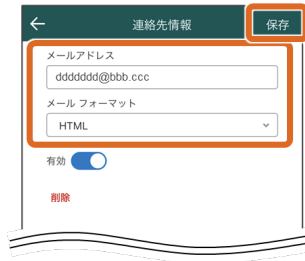 連絡先情報
保存
メールアドレス
ddddddd@bbb.ccc
メール フォーマット
HTML
有効
削除